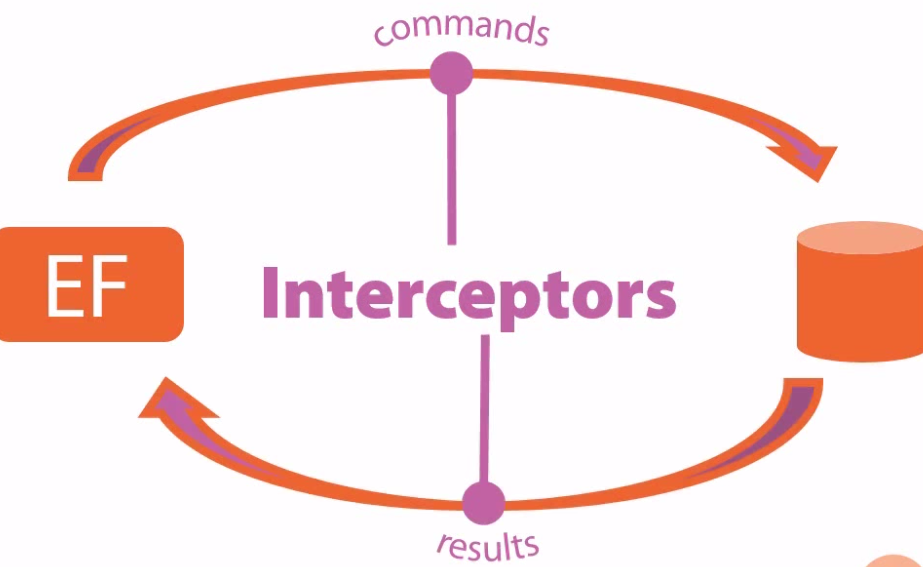 commands
EF
Interceptors
results